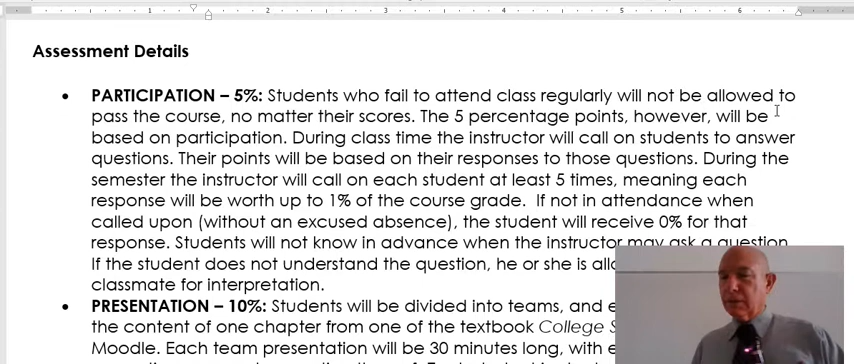 1 2 3 4 5 6
Assessment Details
• PARTICIPATION – 5%: Students who fail to attend class regularly will not be allowed to
pass the course, no matter their scores. The 5 percentage points, however, will be
based on participation. During class time the instructor will call on students to answer
questions. Their points will be based on their responses to those questions. During the
semester the instructor will call on each student at least 5 times, meaning each
response will be worth up to 1% of the course grade. If not in attendance when
called upon (without an excused absence), the student will receive 0% for that
response. Students will not know in advance when the instructor may ask a question.
If the student does not understand the question, he or she is
classmate for interpretation.
• PRESENTATION – 10%: Students will be divided into teams, and
the content of one chapter from one of the textbook College
Moodle. Each team presentation will be 30 minutes long, with